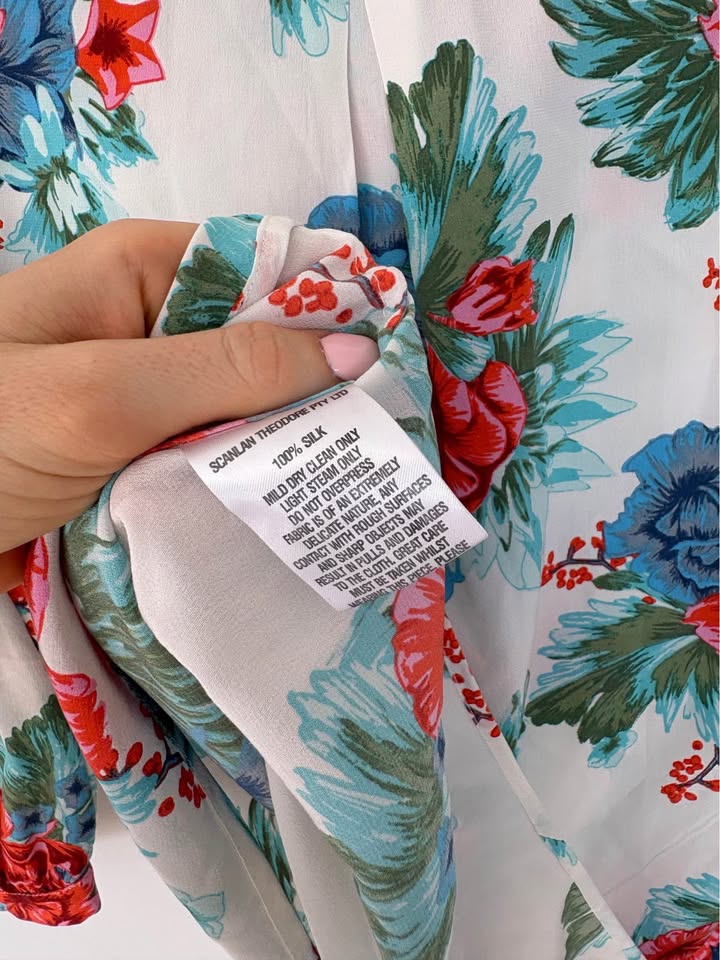 SCANLAN THEODORE PTY LTD
100% SILK
MILD DRY CLEAN ONLY
LIGHT STEAM ONLY
DO NOT OVERPRESS
FABRIC IS OF AN EXTREMELY
DELICATE NATURE ANY
CONTACT WITH ROUGH SURFACES
AND SHARP OBJECTS MAY
RESULT IN PULLS AND DAMAGES
TO THE CLOTH. GREAT CARE
MUST BE TAKEN WHILST
WEARING THIS PIECE. PLEASE